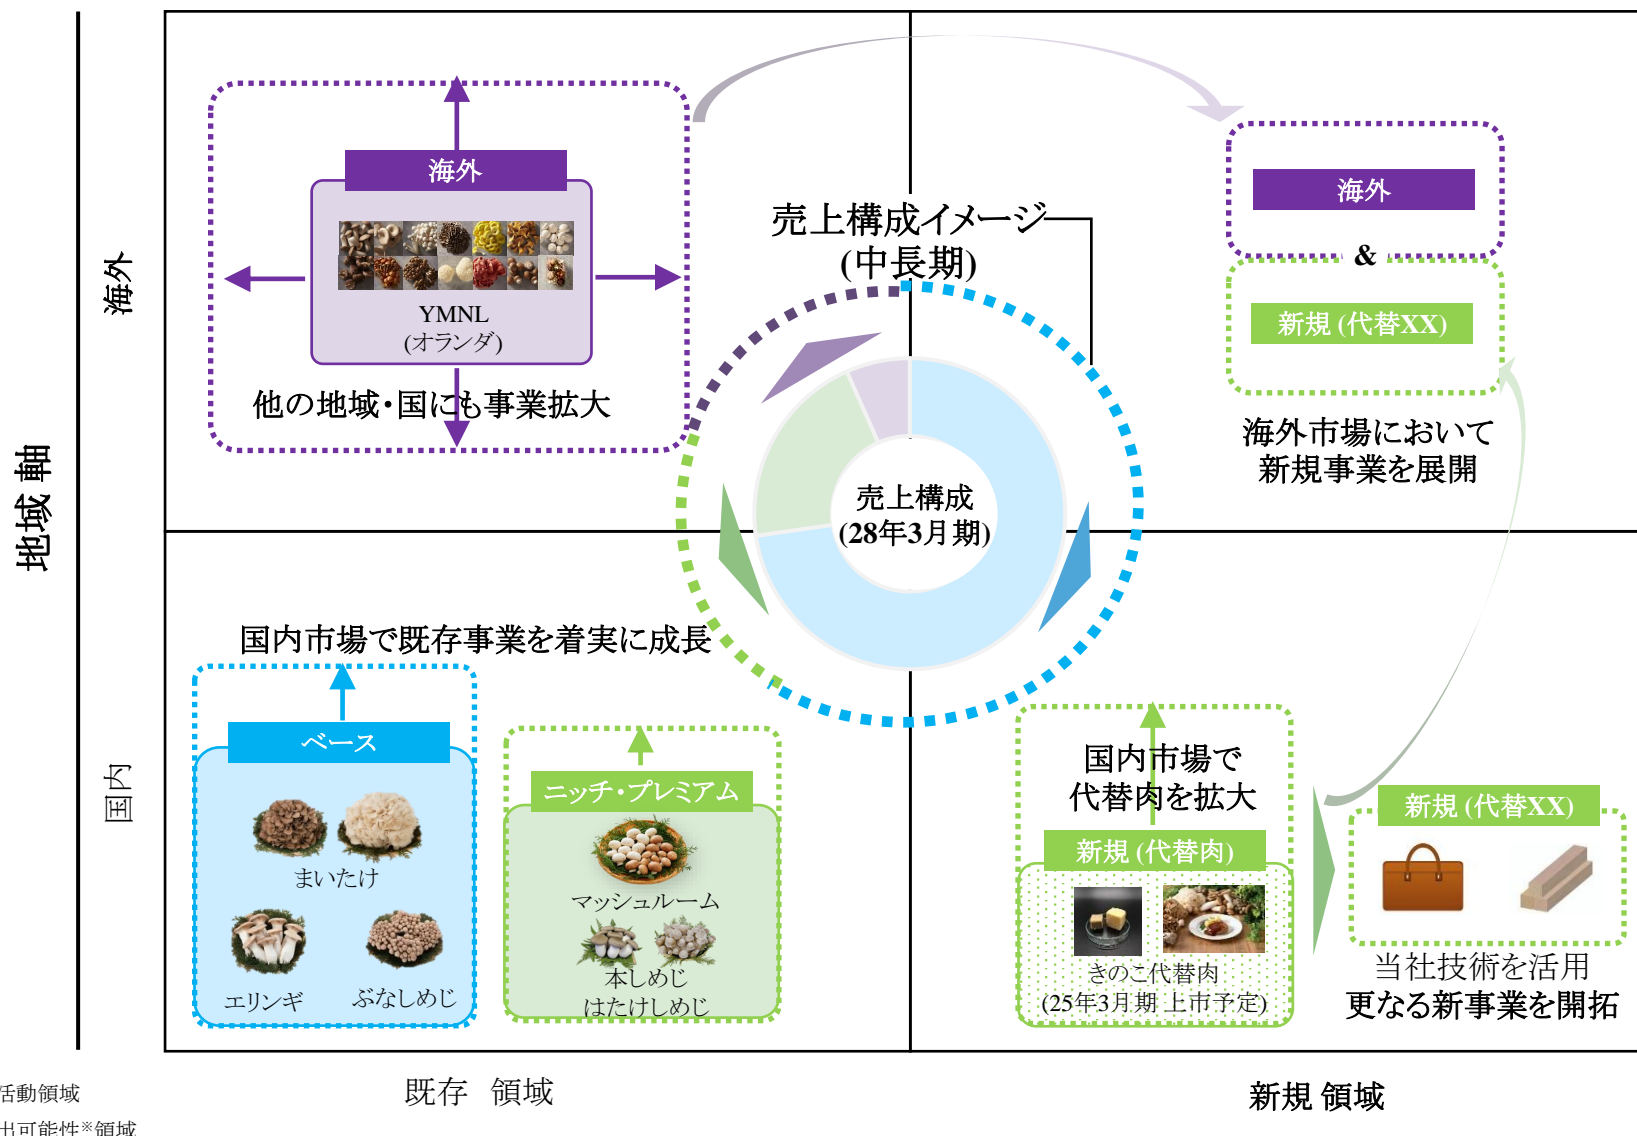 地域軸
海外
国内
海外
YMNL
(オランダ)
他の地域・国にも事業拡大
売上構成イメージ
(中長期)
売上構成
(28年3月期)
海外
&
新規 (代替XX)
海外市場において
新規事業を展開
国内市場で既存事業を着実に成長
ベース
まいたけ
エリンギ
ぶなしめじ
ニッチ・プレミアム
マッシュルーム
本しめじ
はたけしめじ
国内市場で
代替肉を拡大
新規 (代替肉)
きのこ代替肉
(25年3月期 上市予定)
新規 (代替XX)
当社技術を活用
更なる新事業を開拓
既存 領域
新規 領域
活動領域
出可能性※領域